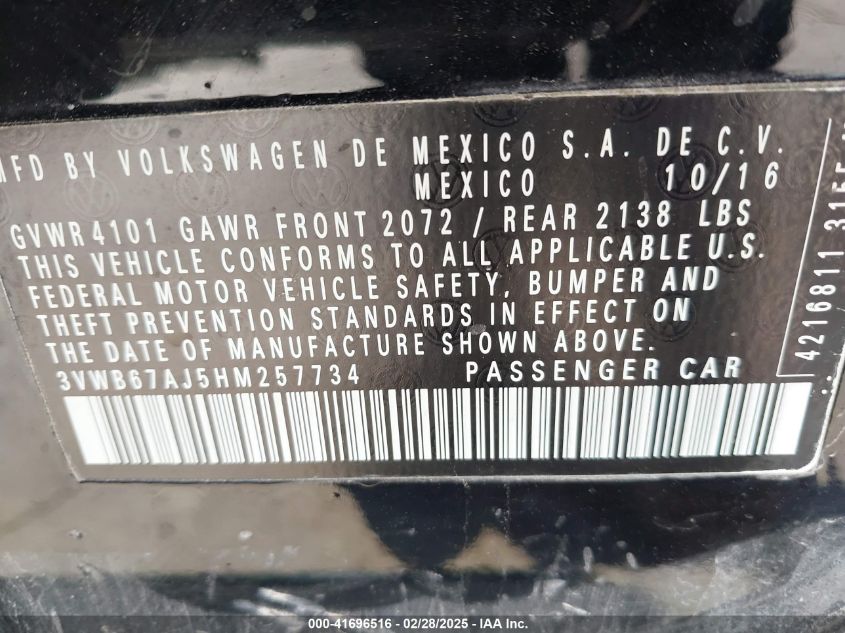 MFD BY VOLKSWAGEN DE MEXICO S.A. DE C.V.
MEXICO 10/16
GVWR 4101 GAWR FRONT 2072 / REAR 2138 LBS
THIS VEHICLE CONFORMS TO ALL APPLICABLE U.S.
FEDERAL MOTOR VEHICLE SAFETY, BUMPER AND
THEFT PREVENTION STANDARDS IN EFFECT ON
THE DATE OF MANUFACTURE SHOWN ABOVE.
3VWB67AJ5HM257734 PASSENGER CAR
4216811
000-41696516 - 02/28/2025 - IAA Inc.